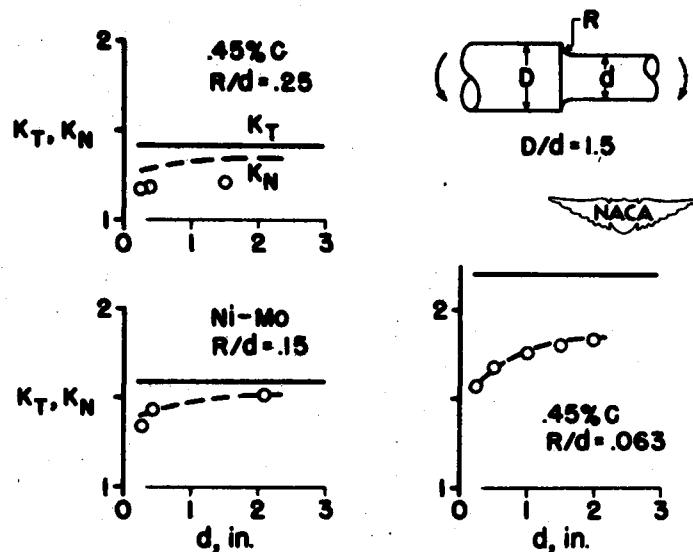 2
.45% C
R/d = .25
K_T, K_N
K_T
K_N
1
0 1 2 3
R
D
d
D/d = 1.5
NACA
2
Ni-Mo
R/d = .15
K_T, K_N
1
0 1 2 3
d, in.
2
.45% C
R/d = .063
1
0 1 2 3
d, in.